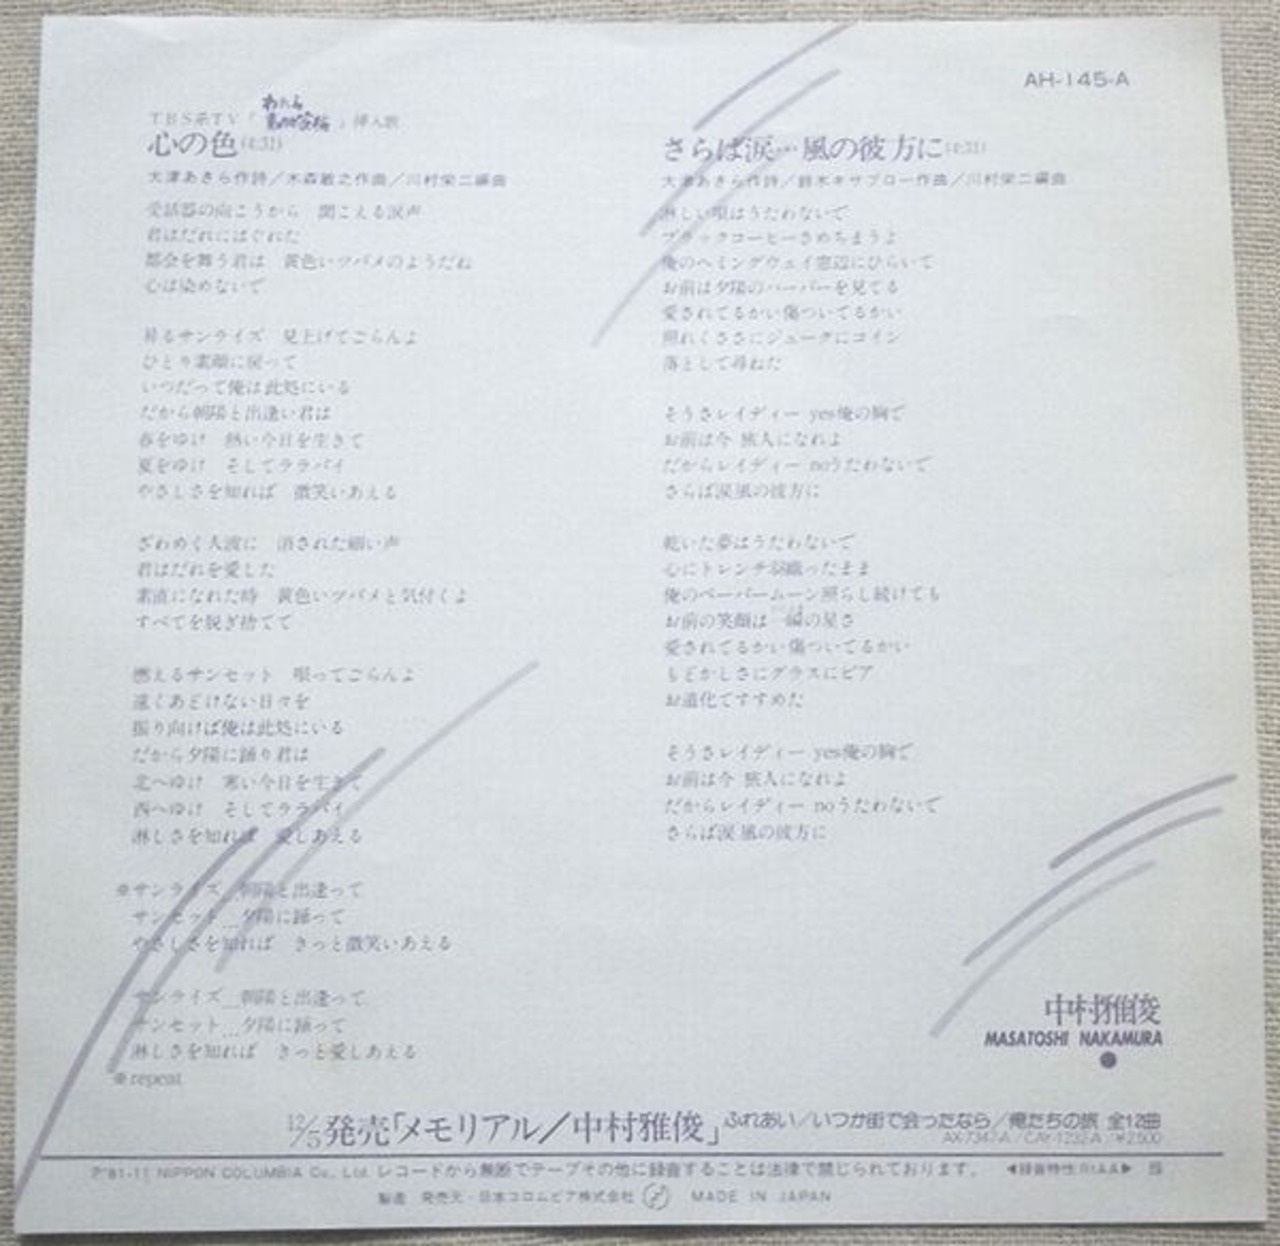 AH-145-A
TBS系TV「われら動物家族」挿入歌
心の色(4:31)
大津あきら作詩／木森敏之作曲／川村栄二編曲
受話器の向こうから　聞こえる涙声
君はだれにはぐれた
都会を舞う君は　黄色いツバメのようだね
心は染めないで
昇るサンライズ　見上げてごらんよ
ひとり素顔に戻って
いつだって俺は此処にいる
だから朝陽と出逢い君は
春をゆけ　熱い今日を生きて
夏をゆけ　そしてララバイ
やさしさを知れば　微笑いあえる
ざわめく人波に　消された細い声
君はだれを愛した
素直になれた時　黄色いツバメと気付くよ
すべてを脱ぎ捨てて
燃えるサンセット　唄ってごらんよ
遠くあどけない日々を
振り向けば俺は此処にいる
だから夕陽に踊り君は
北へゆけ　寒い今日を生きて
西へゆけ　そしてララバイ
淋しさを知れば　愛しあえる
※サンライズ…朝陽と出逢って
サンセット…夕陽に踊って
やさしさを知れば　きっと微笑いあえる
サンライズ…朝陽と出逢って
サンセット…夕陽に踊って
淋しさを知れば　きっと愛しあえる
※repeat
さらば涙…風の彼方に(4:31)
大津あきら作詩／鈴木キサブロー作曲／川村栄二編曲
淋しい唄はうたわないで
ブラックコーヒーさめちまうよ
俺のヘミングウェイ窓辺にひらいて
お前は夕陽のハーバーを見てる
愛されてるかい傷ついてるかい
照れくささにジュークにコイン
落として尋ねた
そうさレイディー yes俺の胸で
お前は今 旅人になれよ
だからレイディー noうたわないで
さらば涙風の彼方に
乾いた夢はうたわないで
心にトレンチ羽織ったまま
俺のペーパームーン照らし続けても
お前の笑顔は一瞬の星さ
愛されてるかい傷ついてるかい
もどかしさにグラスにビア
お道化てすすめた
そうさレイディー yes俺の胸で
お前は今 旅人になれよ
だからレイディー noうたわないで
さらば涙 風の彼方に
中村雅俊
MASATOSHI NAKAMURA
12/5発売「メモリアル／中村雅俊」ふれあい／いつか街で会ったなら／俺たちの旅 全12曲
AX-7347-A／CAY-1232-A／¥2,500
℗'81-11 NIPPON COLUMBIA Co., Ltd. レコードから無断でテープその他に録音することは法律で禁じられております。 ◀録音特性:RIAA▶
製造　発売元・日本コロムビア株式会社 MADE IN JAPAN